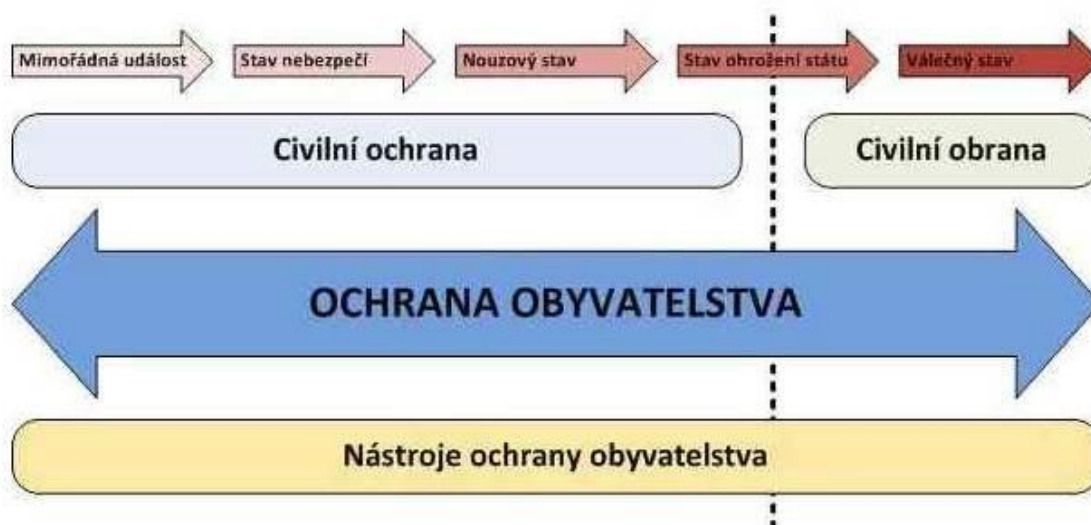 Mimořádná událost
Stav nebezpečí
Nouzový stav
Stav ohrožení státu
Válečný stav
Civilní ochrana
Civilní obrana
OCHRANA OBYVATELSTVA
Nástroje ochrany obyvatelstva